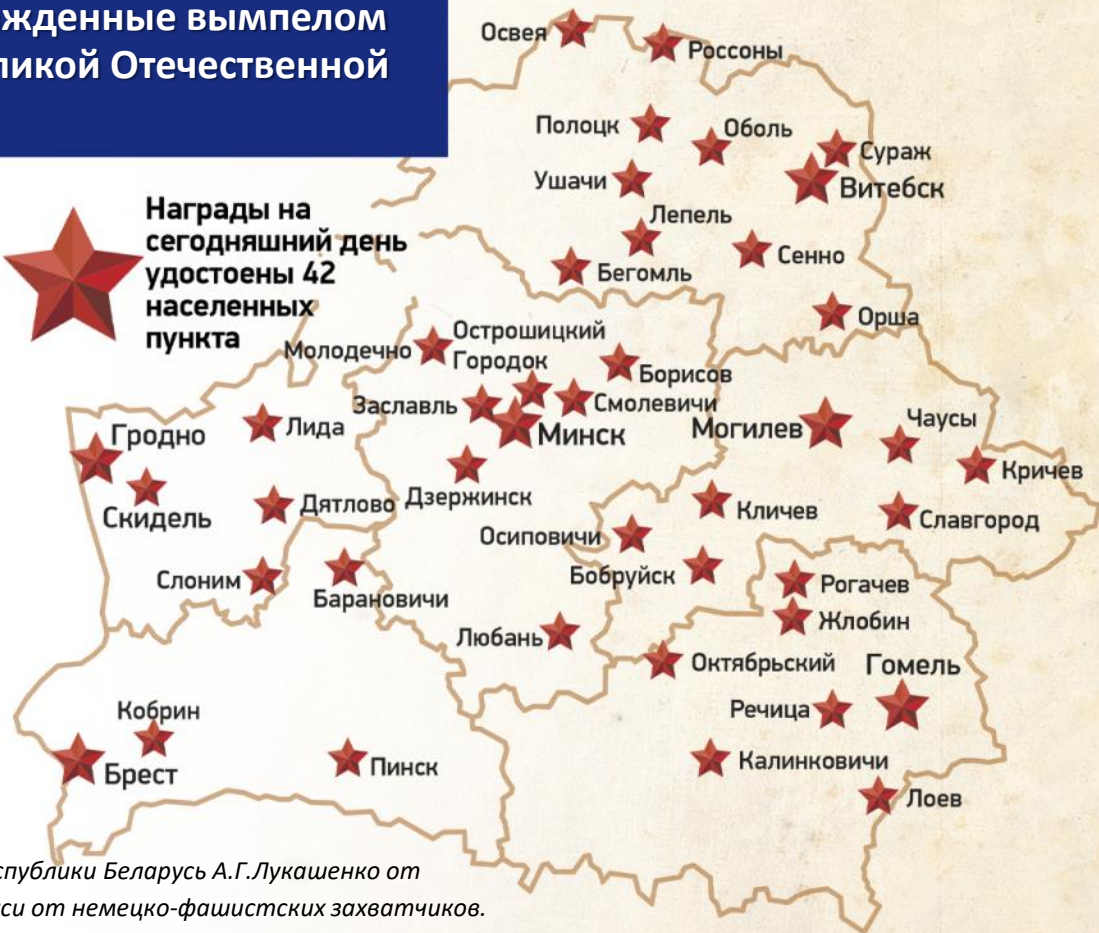 жденные вымпелом
ликой Отечественной
Награды на
сегодняшний день
удостоены 42
населенных
пункта
Освея
Россоны
Полоцк
Оболь
Сураж
Ушачи
Витебск
Лепель
Сенно
Бегомль
Орша
Молодечно
Острошицкий
Городок
Борисов
Заславль
Смолевичи
Минск
Могилев
Чаусы
Лида
Гродно
Кричев
Скидель
Дятлово
Дзержинск
Кличев
Славгород
Осиповичи
Слоним
Барановичи
Бобруйск
Рогачев
Жлобин
Любань
Октябрьский
Гомель
Речица
Кобрин
Брест
Пинск
Калинковичи
Лоев
спублики Беларусь А.Г.Лукашенко от
си от немецко-фашистских захватчиков.